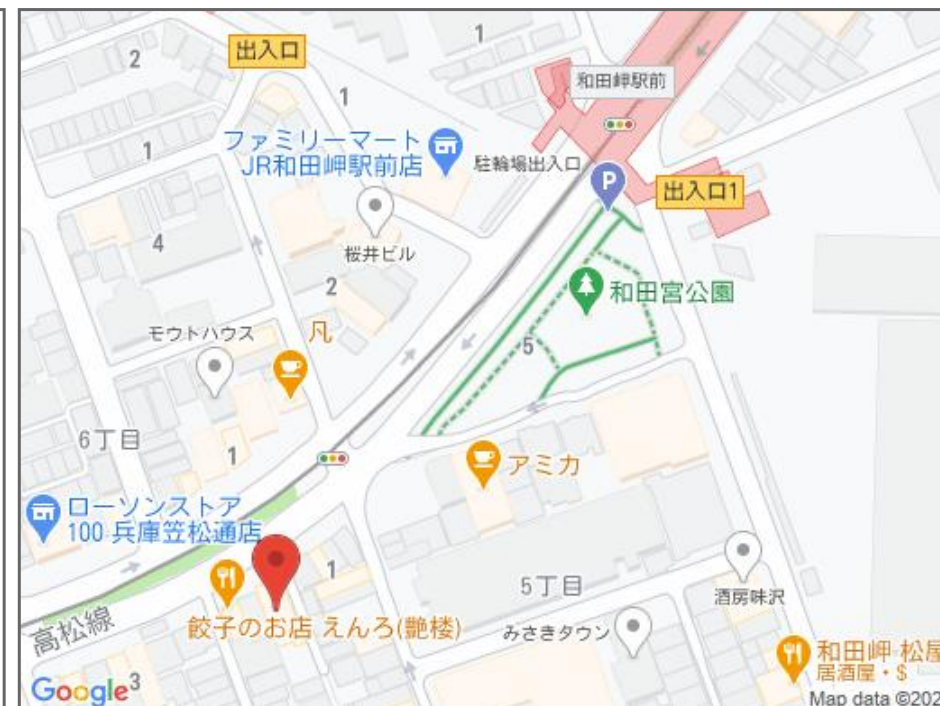 2
出入口
1
1
和田岬駅前
1
ファミリーマート
JR和田岬駅前店
駐輪場出入口
P
出入口1
4
桜井ビル
2
和田宮公園
モウトハウス
凡
5
6丁目
1
アミカ
ローソンストア
100 兵庫笠松通店
1
5丁目
酒房味沢
高松線
餃子のお店 えんろ(艶楼)
みさきタウン
和田岬 松屋
居酒屋・$
Google
3
Map data ©202